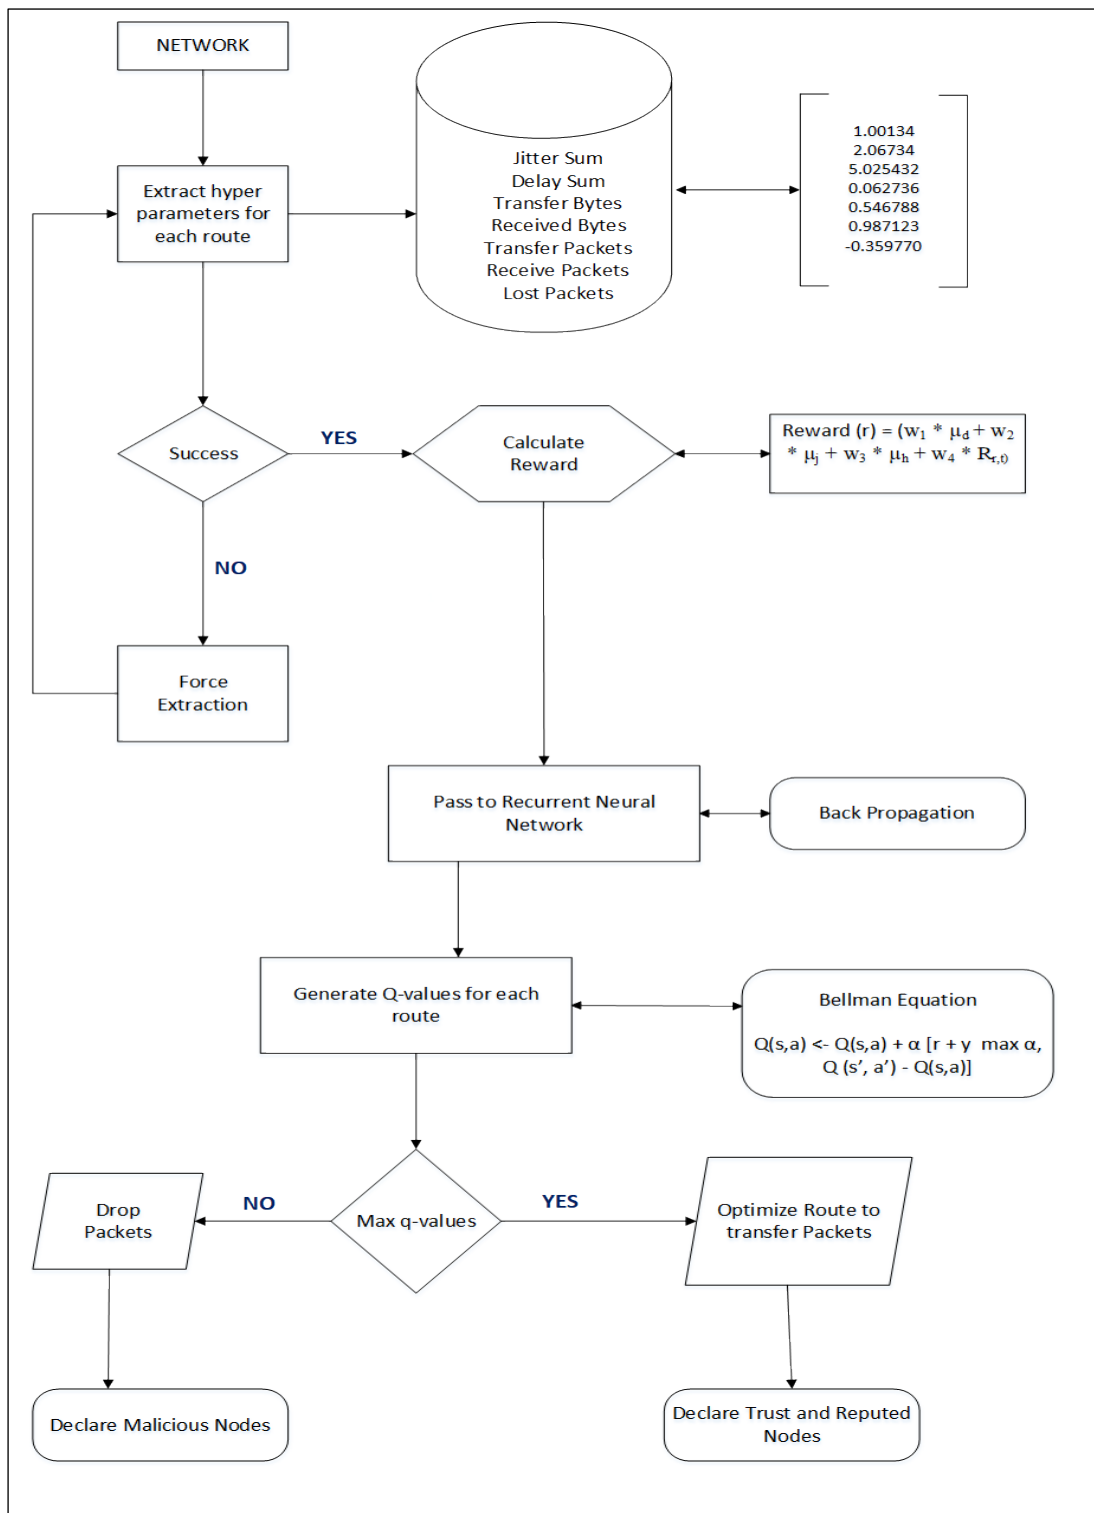 NETWORK
Extract hyper
parameters for
each route
Jitter Sum
Delay Sum
Transfer Bytes
Received Bytes
Transfer Packets
Receive Packets
Lost Packets
1.00134
2.06734
5.025432
0.062736
0.546788
0.987123
-0.359770
Success
YES
Calculate
Reward
Reward (r) = (w₁ * μ_d + w₂
* μ_j + w₃ * μ_h + w₄ * R_r,t)
NO
Force
Extraction
Pass to Recurrent Neural
Network
Back Propagation
Generate Q-values for each
route
Bellman Equation
Q(s,a) <- Q(s,a) + α [r + y max α,
Q (s’, a’) - Q(s,a)]
Drop
Packets
NO
Max q-values
YES
Optimize Route to
transfer Packets
Declare Malicious Nodes
Declare Trust and Reputed
Nodes